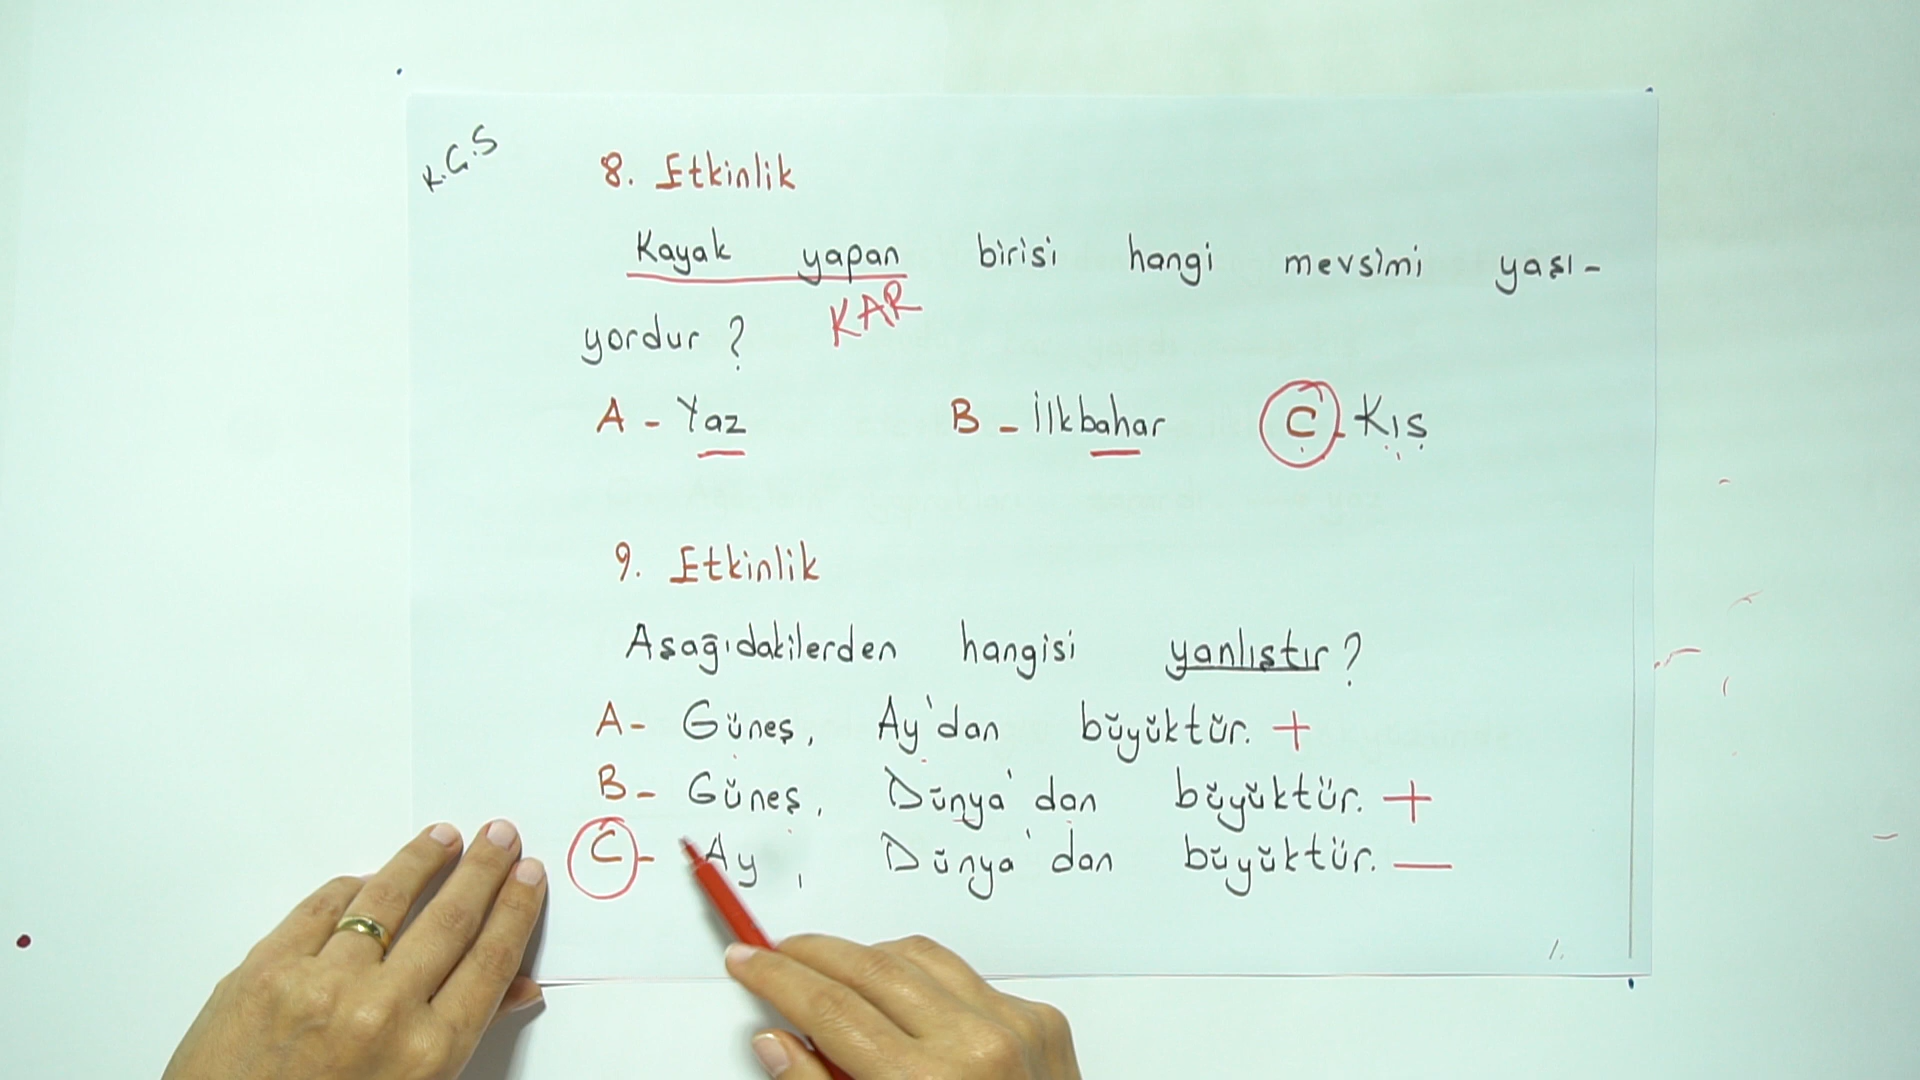 K.G.S
8. Etkinlik
Kayak yapan birisi hangi mevsimi yaşı-
yordur ?
KAR
A - Yaz B - İlkbahar C - Kış
9. Etkinlik
Aşağıdakilerden hangisi yanlıştır ?
A- Güneş, Ay'dan büyüktür. +
B- Güneş, Dünya'dan büyüktür. +
C- Ay, Dünya'dan büyüktür. —
1.